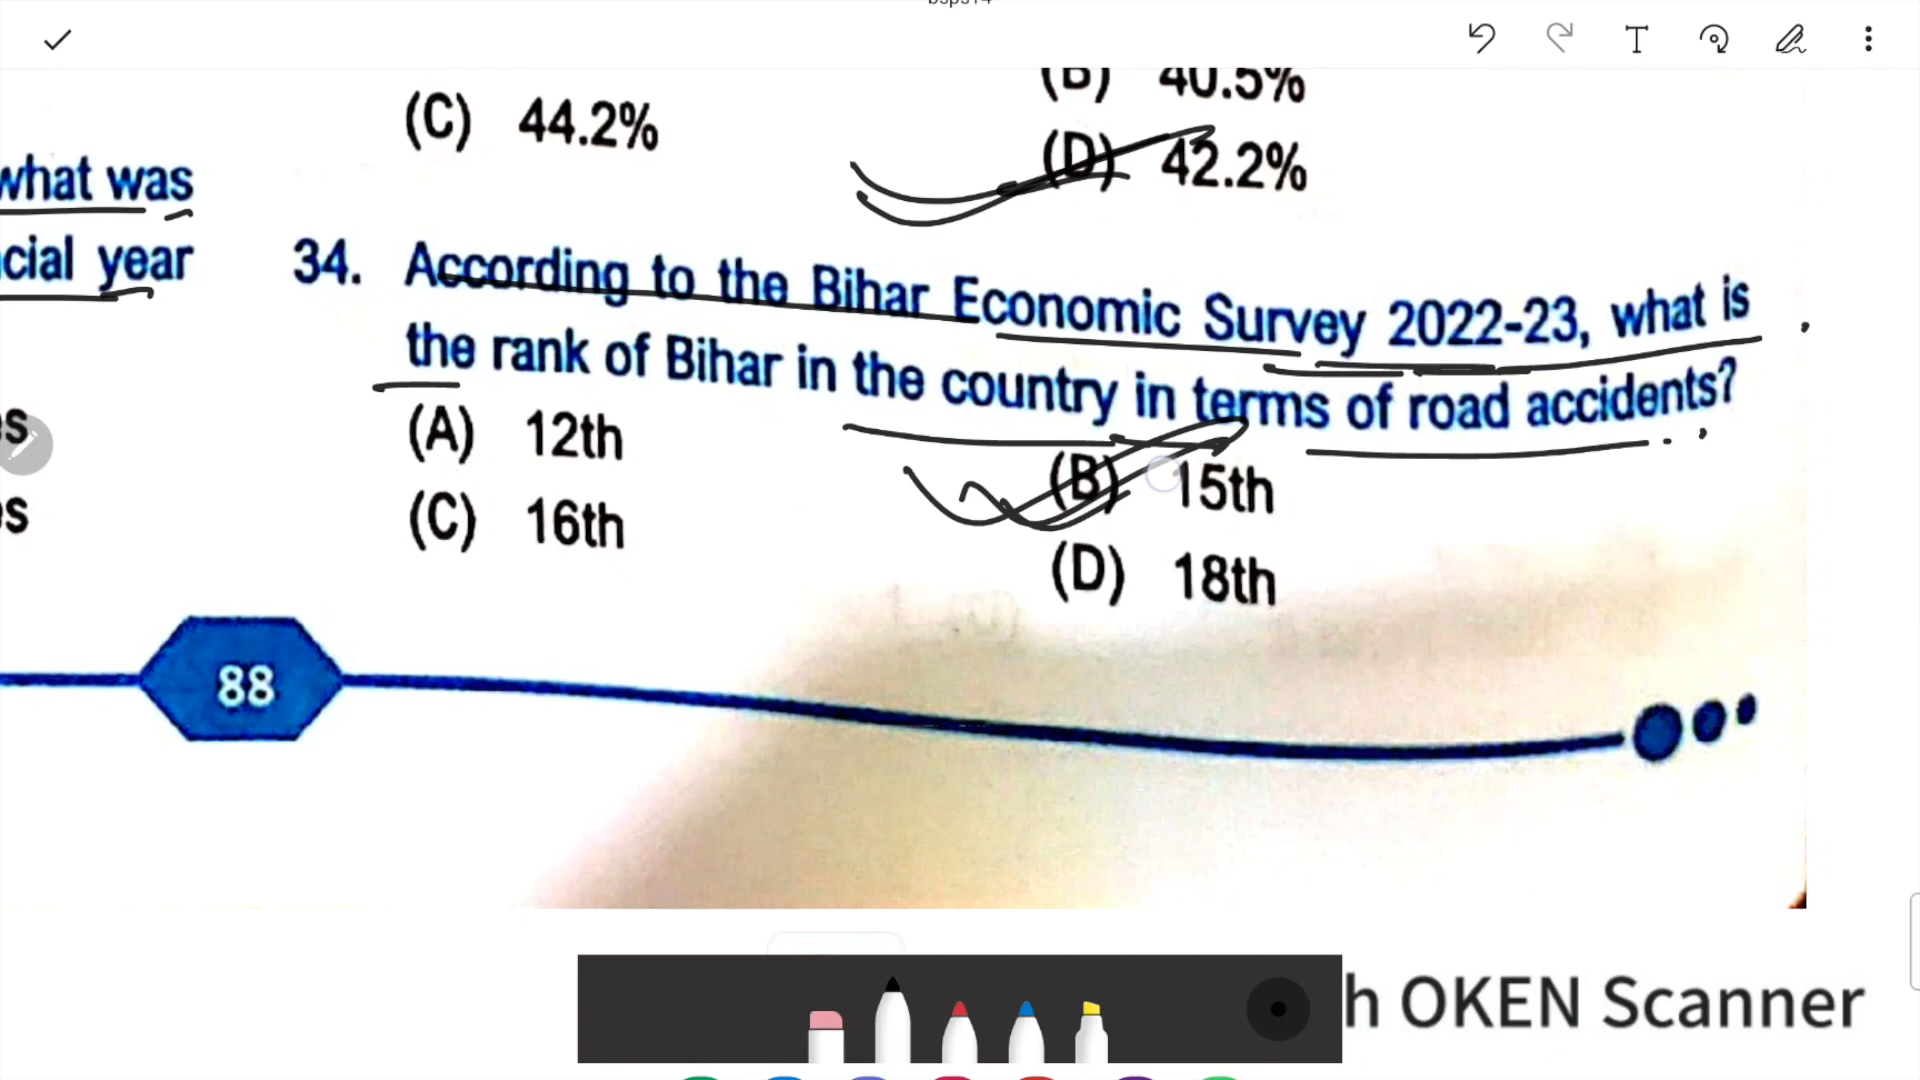 (B) 40.5%
(C) 44.2%
(D) 42.2%
what was
cial year
34. According to the Bihar Economic Survey 2022-23, what is
the rank of Bihar in the country in terms of road accidents?
(A) 12th
(B) 15th
(C) 16th
(D) 18th
s
s
88
h OKEN Scanner